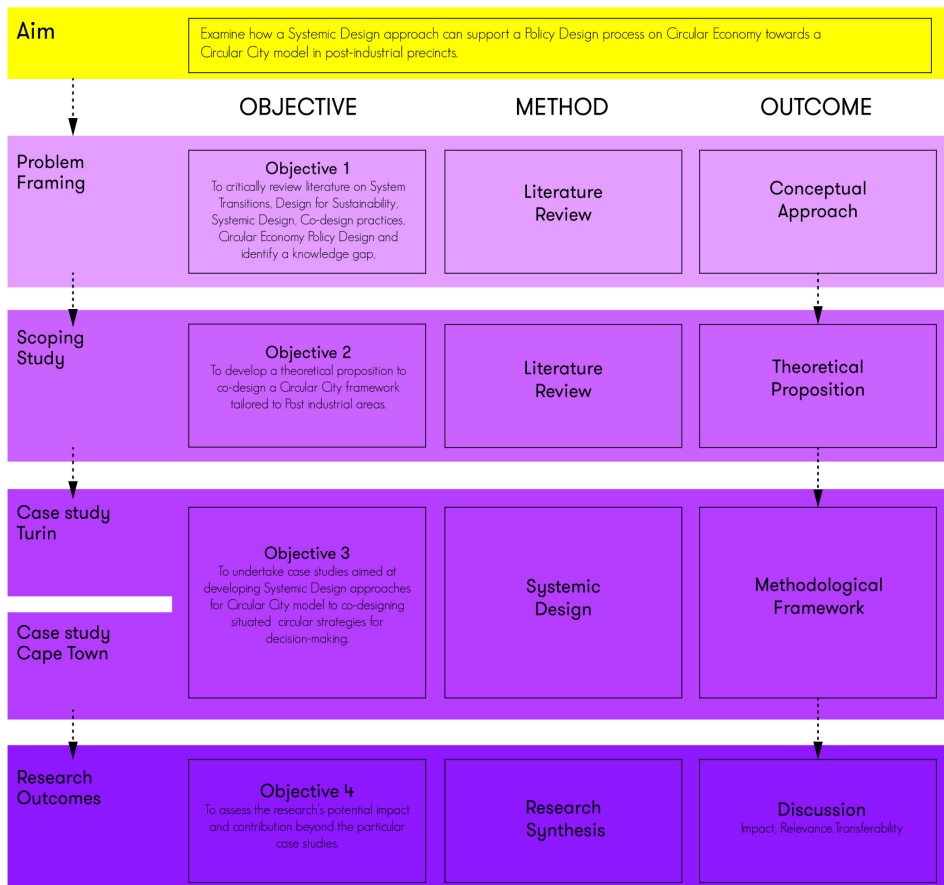 Aim
Examine how a Systemic Design approach can support a Policy Design process on Circular Economy towards a
Circular City model in post-industrial precincts.
OBJECTIVE
METHOD
OUTCOME
Problem
Framing
Objective 1
To critically review literature on System
Transitions, Design for Sustainability,
Systemic Design, Co-design practices,
Circular Economy Policy Design and
identify a knowledge gap,
Literature
Review
Conceptual
Approach
Scoping
Study
Objective 2
To develop a theoretical proposition to
co-design a Circular City framework
tailored to Post industrial areas.
Literature
Review
Theoretical
Proposition
Case study
Turin
Case study
Cape Town
Objective 3
To undertake case studies aimed at
developing Systemic Design approaches
for Circular City model to co-designing
situated circular strategies for
decision-making.
Systemic
Design
Methodological
Framework
Research
Outcomes
Objective 4
To assess the research's potential impact
and contribution beyond the particular
case studies.
Research
Synthesis
Discussion
Impact, Relevance,Transferability